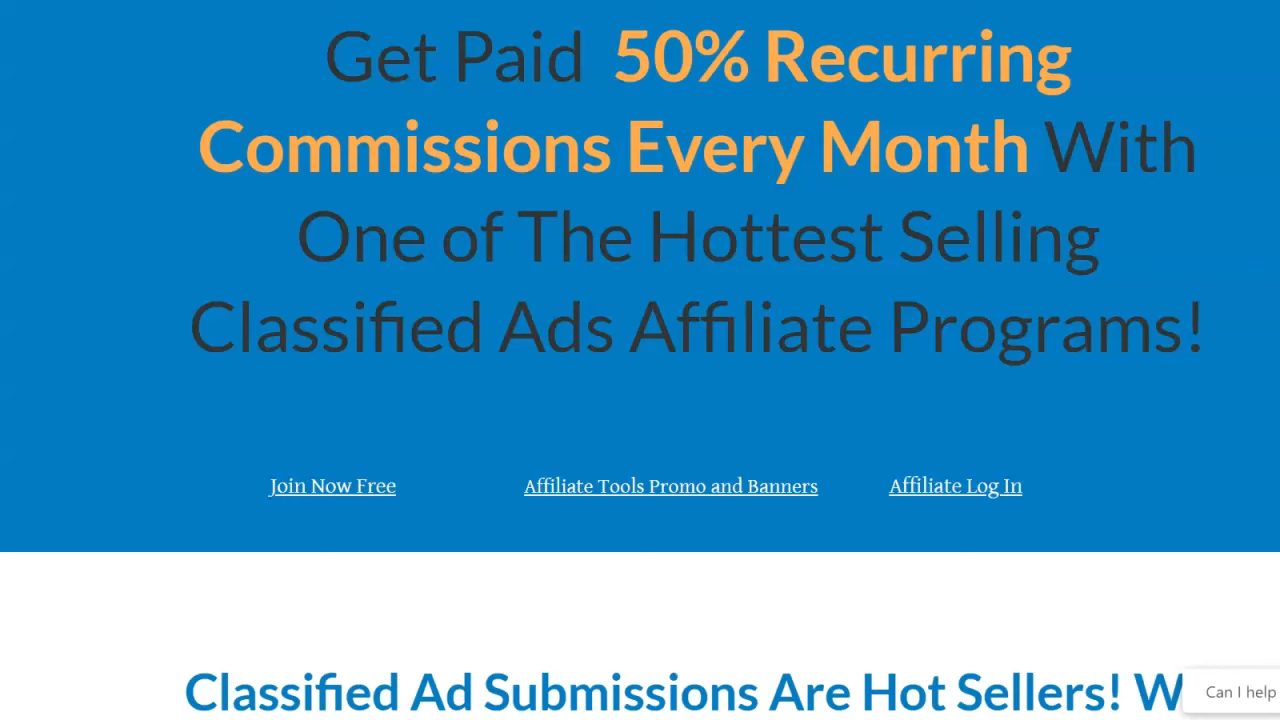 Get Paid 50% Recurring
Commissions Every Month With
One of The Hottest Selling
Classified Ads Affiliate Programs!
Join Now Free
Affiliate Tools Promo and Banners
Affiliate Log In
Classified Ad Submissions Are Hot Sellers! W
Can I help